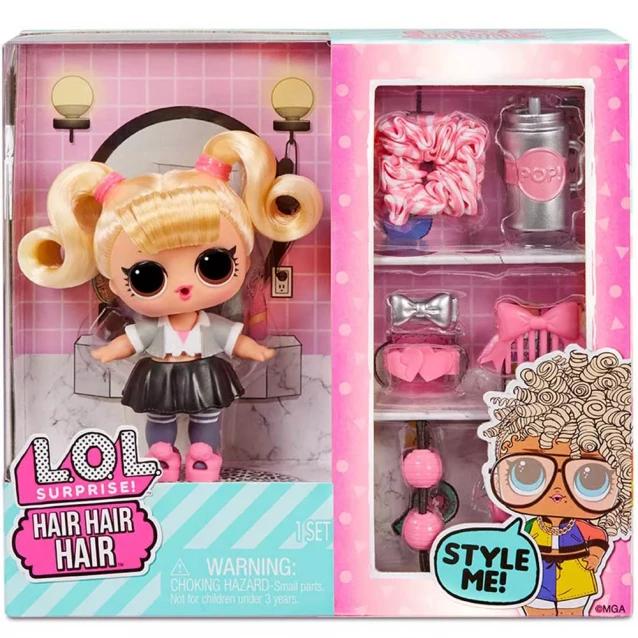 POP!
L.O.L.
SURPRISE!
HAIR HAIR
HAIR™
1 SET
WARNING:
CHOKING HAZARD-Small parts.
Not for children under 3 years.
STYLE
ME!
©MGA